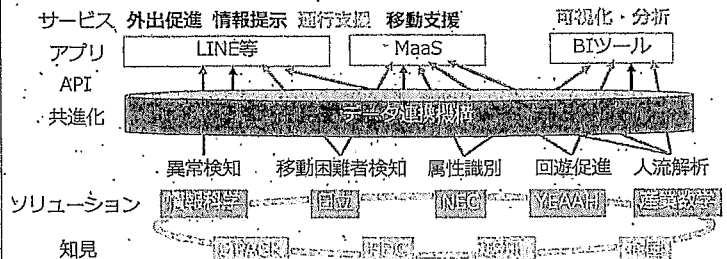 サービス 外出促進 情報提示 運行支援 移動支援 可視化・分析
アプリ LINE等 MaaS BIツール
API
共進化 データ連携機構
異常検知 移動困難者検知 属性識別 回遊促進 人流解析
ソリューション 日立 NEC YEAAH 産業数学
知見